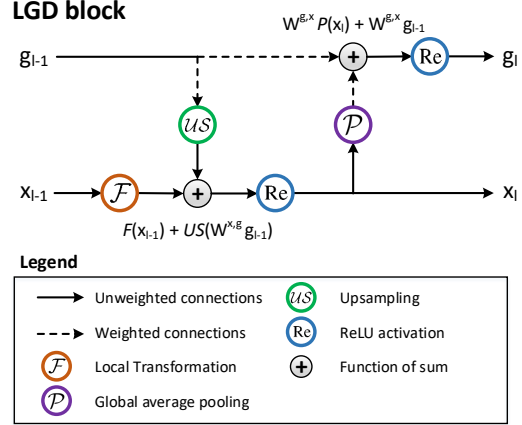 LGD block
W^{g,x} P(x_l) + W^{g,x} g_{l-1}
g_{l-1} + Re g_l
US P
x_{l-1} F + Re x_l
F(x_{l-1}) + US(W^{x,g} g_{l-1})
Legend
Unweighted connections US Upsampling
Weighted connections Re ReLU activation
F Local Transformation + Function of sum
P Global average pooling